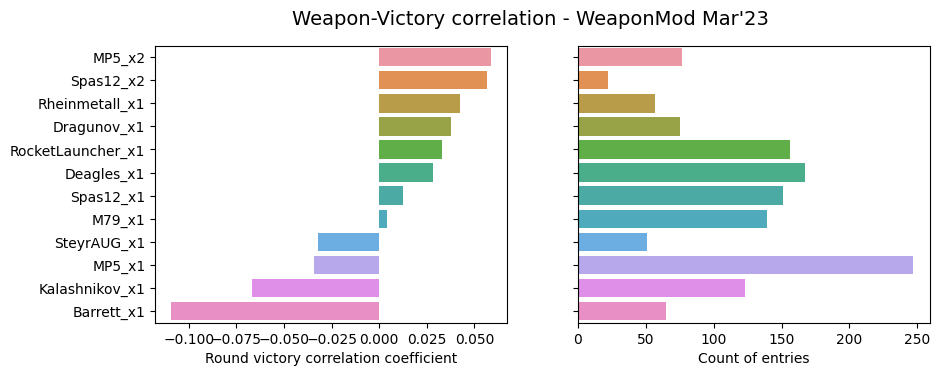 Weapon-Victory correlation - WeaponMod Mar'23
MP5_x2
Spas12_x2
Rheinmetall_x1
Dragunov_x1
RocketLauncher_x1
Deagles_x1
Spas12_x1
M79_x1
SteyrAUG_x1
MP5_x1
Kalashnikov_x1
Barrett_x1
−0.100 −0.075 −0.050 −0.025 0.000 0.025 0.050
Round victory correlation coefficient
0 50 100 150 200 250
Count of entries